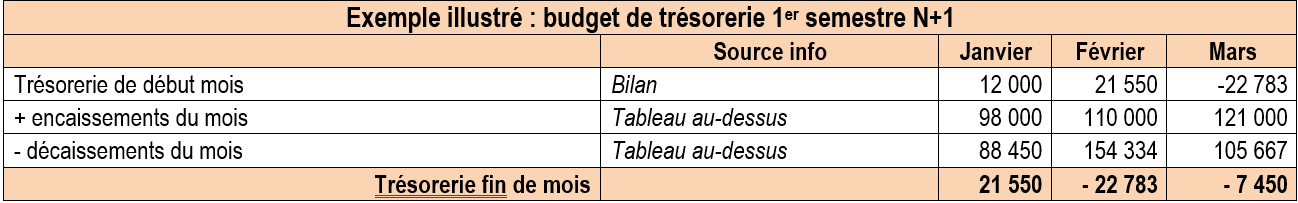 Exemple illustré : budget de trésorerie 1er semestre N+1
Source info Janvier Février Mars
Trésorerie de début mois Bilan 12 000 21 550 -22 783
+ encaissements du mois Tableau au-dessus 98 000 110 000 121 000
- décaissements du mois Tableau au-dessus 88 450 154 334 105 667
Trésorerie fin de mois 21 550 - 22 783 - 7 450